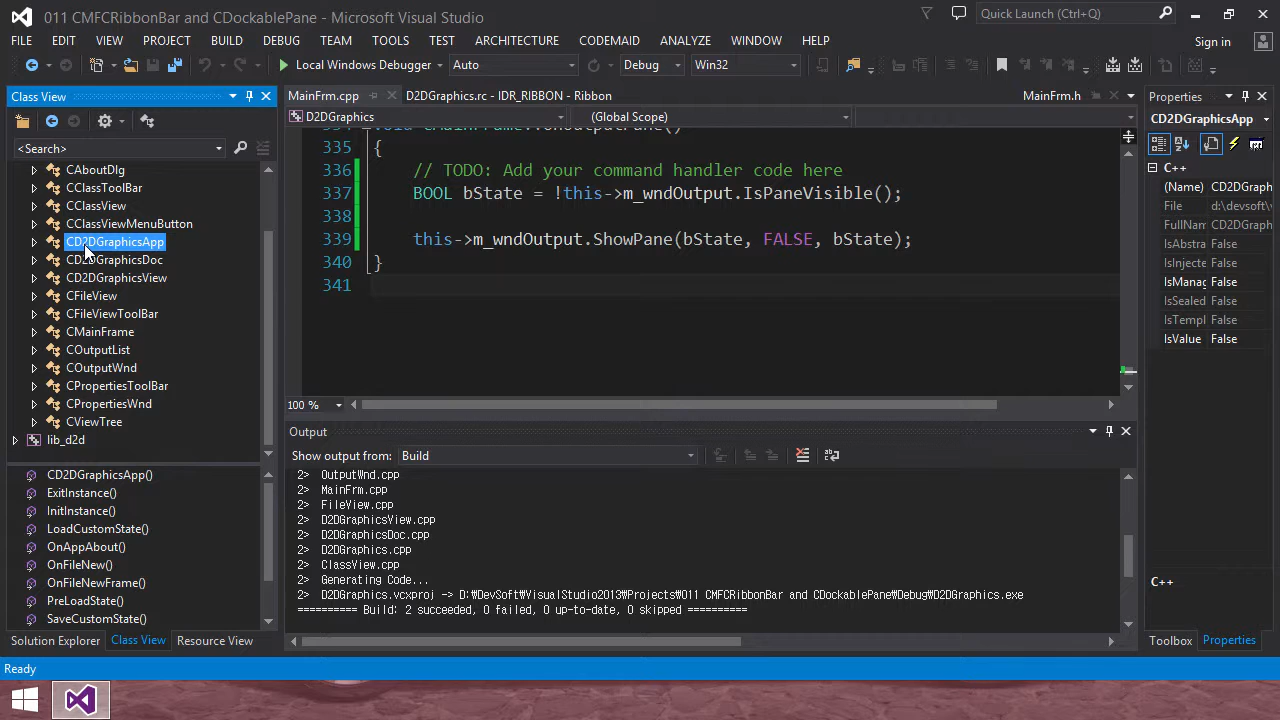 011 CMFCRibbonBar and CDockablePane - Microsoft Visual Studio
Quick Launch (Ctrl+Q)
FILE EDIT VIEW PROJECT BUILD DEBUG TEAM TOOLS TEST ARCHITECTURE CODEMAID ANALYZE WINDOW HELP
Sign in
Local Windows Debugger Auto Debug Win32
Class View
MainFrm.cpp D2DGraphics.rc - IDR_RIBBON - Ribbon MainFrm.h
Properties
D2DGraphics (Global Scope)
CD2DGraphicsApp
<Search>
CAboutDlg
CClassToolBar
CClassView
CClassViewMenuButton
CD2DGraphicsApp
CD2DGraphicsDoc
CD2DGraphicsView
CFileView
CFileViewToolBar
CMainFrame
COutputList
COutputWnd
CPropertiesToolBar
CPropertiesWnd
CViewTree
lib_d2d
CD2DGraphicsApp()
ExitInstance()
InitInstance()
LoadCustomState()
OnAppAbout()
OnFileNew()
OnFileNewFrame()
PreLoadState()
SaveCustomState()
Solution Explorer Class View Resource View
335 {
336 // TODO: Add your command handler code here
337 BOOL bState = !this->m_wndOutput.IsPaneVisible();
338
339 this->m_wndOutput.ShowPane(bState, FALSE, bState);
340 }
341
100 %
Output
Show output from: Build
2> OutputWnd.cpp
2> MainFrm.cpp
2> FileView.cpp
2> D2DGraphicsView.cpp
2> D2DGraphicsDoc.cpp
2> D2DGraphics.cpp
2> ClassView.cpp
2> Generating Code...
2> D2DGraphics.vcxproj -> D:₩DevSoft₩VisualStudio2013₩Projects₩011 CMFCRibbonBar and CDockablePane₩Debug₩D2DGraphics.exe
========== Build: 2 succeeded, 0 failed, 0 up-to-date, 0 skipped ==========
C++
(Name) CD2DGraph
File d:\devsoft\v
FullName CD2DGraph
IsAbstra False
IsInjecte False
IsManag False
IsSealed False
IsTempl False
IsValue False
C++
Toolbox Properties
Ready